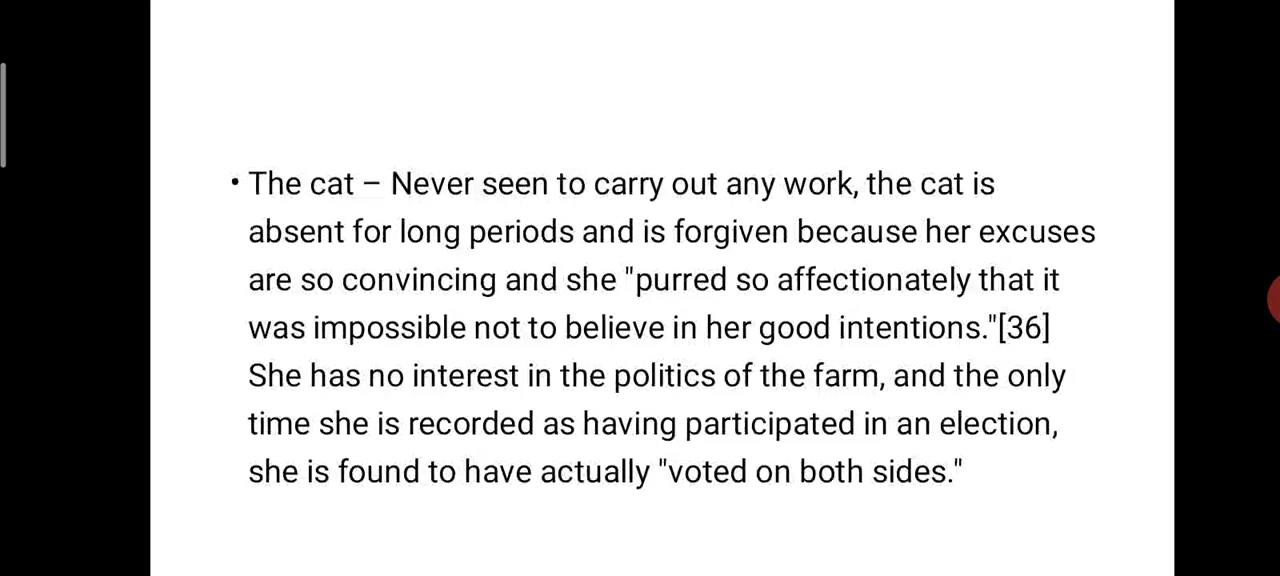 • The cat – Never seen to carry out any work, the cat is
absent for long periods and is forgiven because her excuses
are so convincing and she "purred so affectionately that it
was impossible not to believe in her good intentions."[36]
She has no interest in the politics of the farm, and the only
time she is recorded as having participated in an election,
she is found to have actually "voted on both sides."